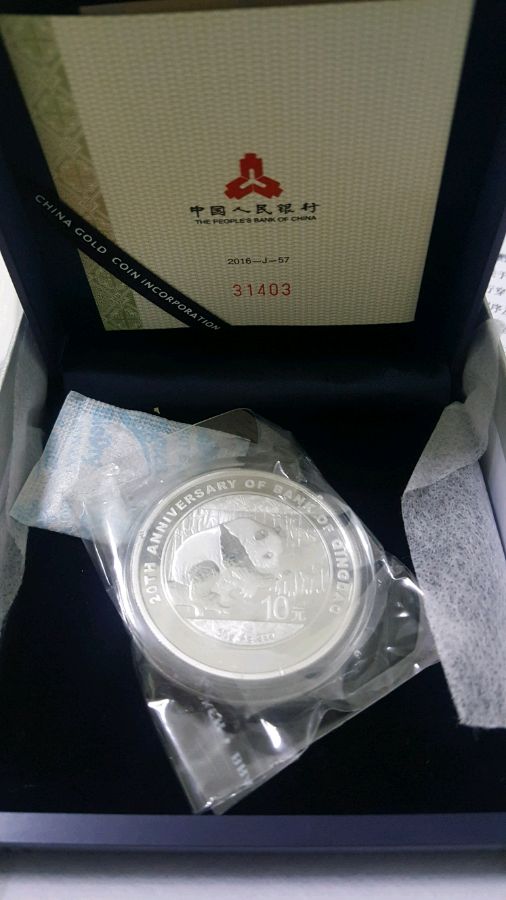 中国人民银行
THE PEOPLE'S BANK OF CHINA
2016—J—57
31403
CHINA GOLD COIN INCORPORATION
20TH ANNIVERSARY OF BANK OF QINGDAO
10元